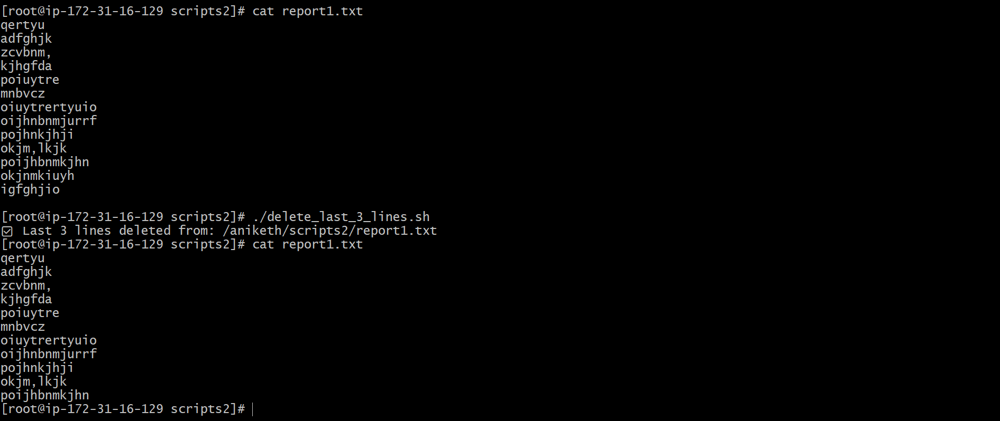 [root@ip-172-31-16-129 scripts2]# cat report1.txt
qertyu
adfghjk
zcvbnm,
kjhgfda
poiuytre
mnbvcz
oiuytrertyuio
oijhnbnmjurrf
pojhnkjhji
okjm,lkjk
poijhbnmkjhn
okjnmkiuyh
igfghjio

[root@ip-172-31-16-129 scripts2]# ./delete_last_3_lines.sh
☑ Last 3 lines deleted from: /aniketh/scripts2/report1.txt
[root@ip-172-31-16-129 scripts2]# cat report1.txt
qertyu
adfghjk
zcvbnm,
kjhgfda
poiuytre
mnbvcz
oiuytrertyuio
oijhnbnmjurrf
pojhnkjhji
okjm,lkjk
poijhbnmkjhn
[root@ip-172-31-16-129 scripts2]#